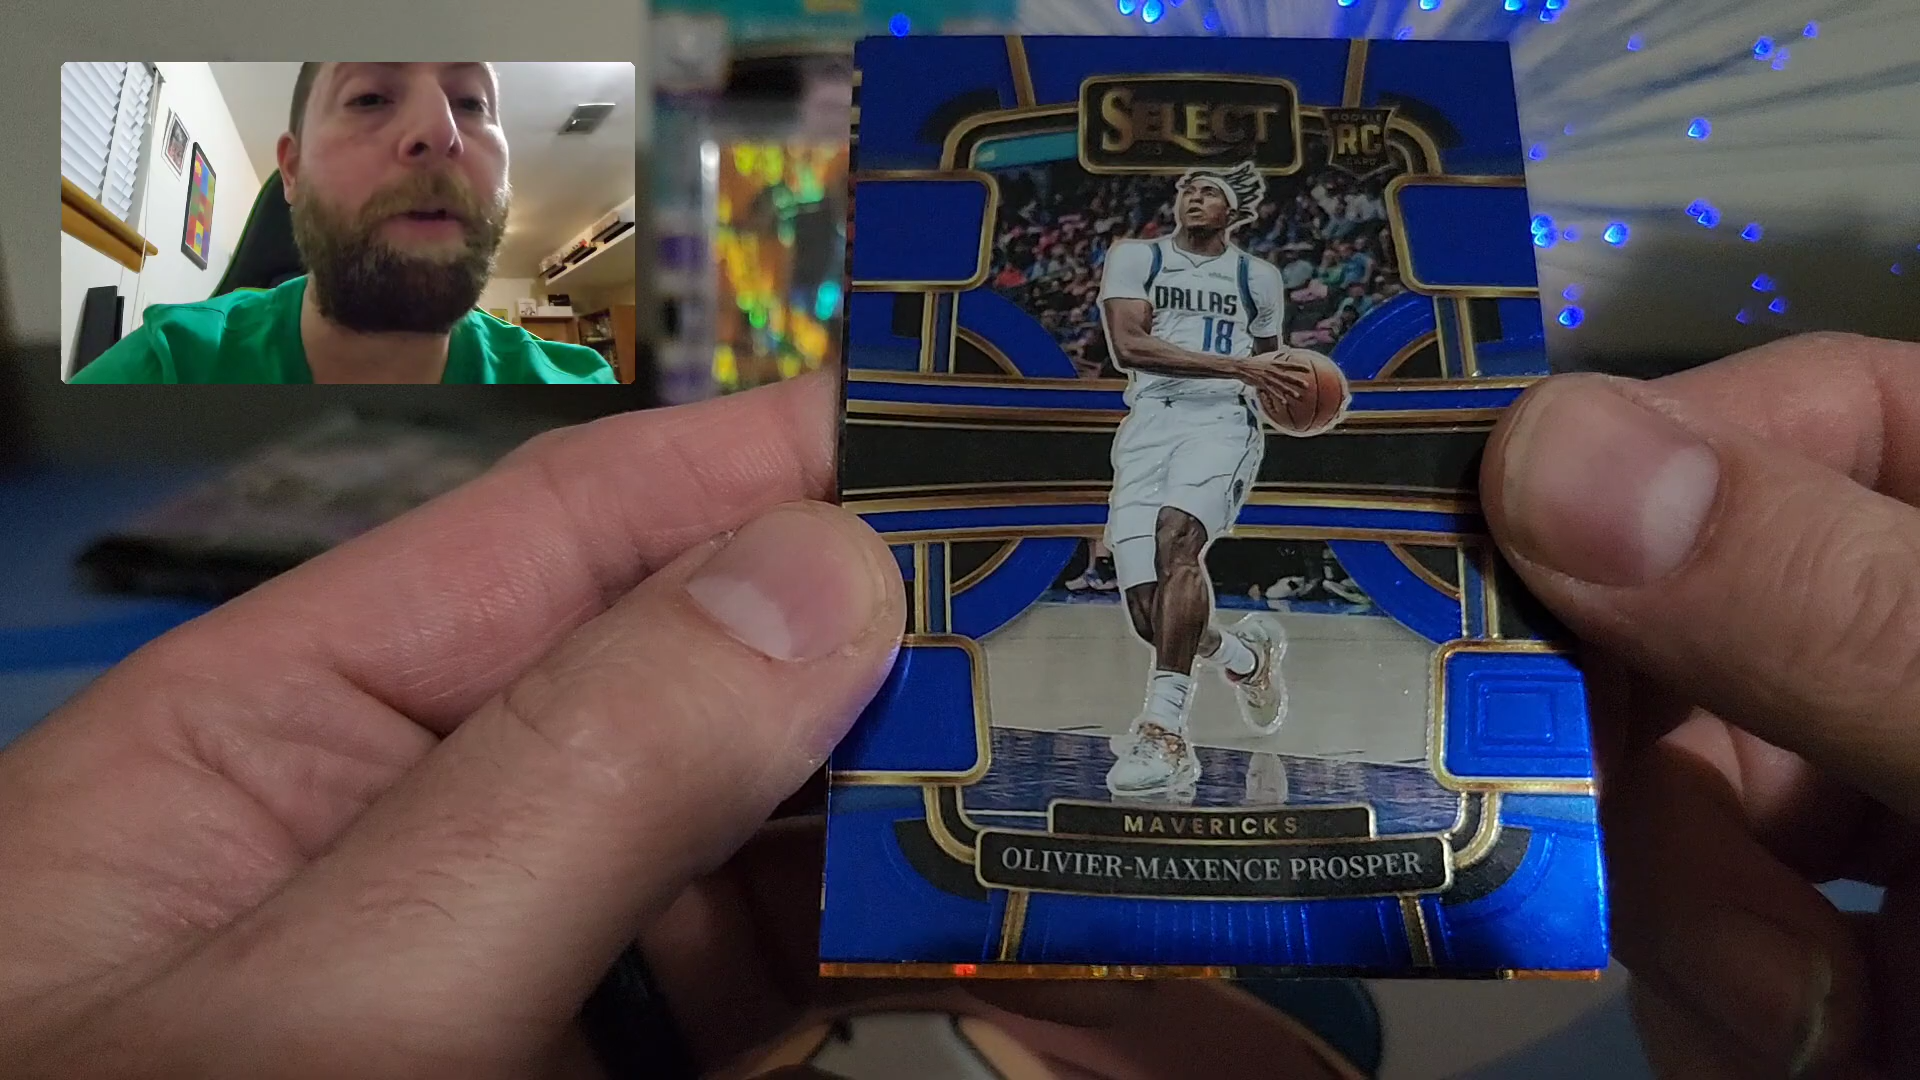 SELECT
ROOKIE
RC
CARD
DALLAS
18
MAVERICKS
OLIVIER-MAXENCE PROSPER